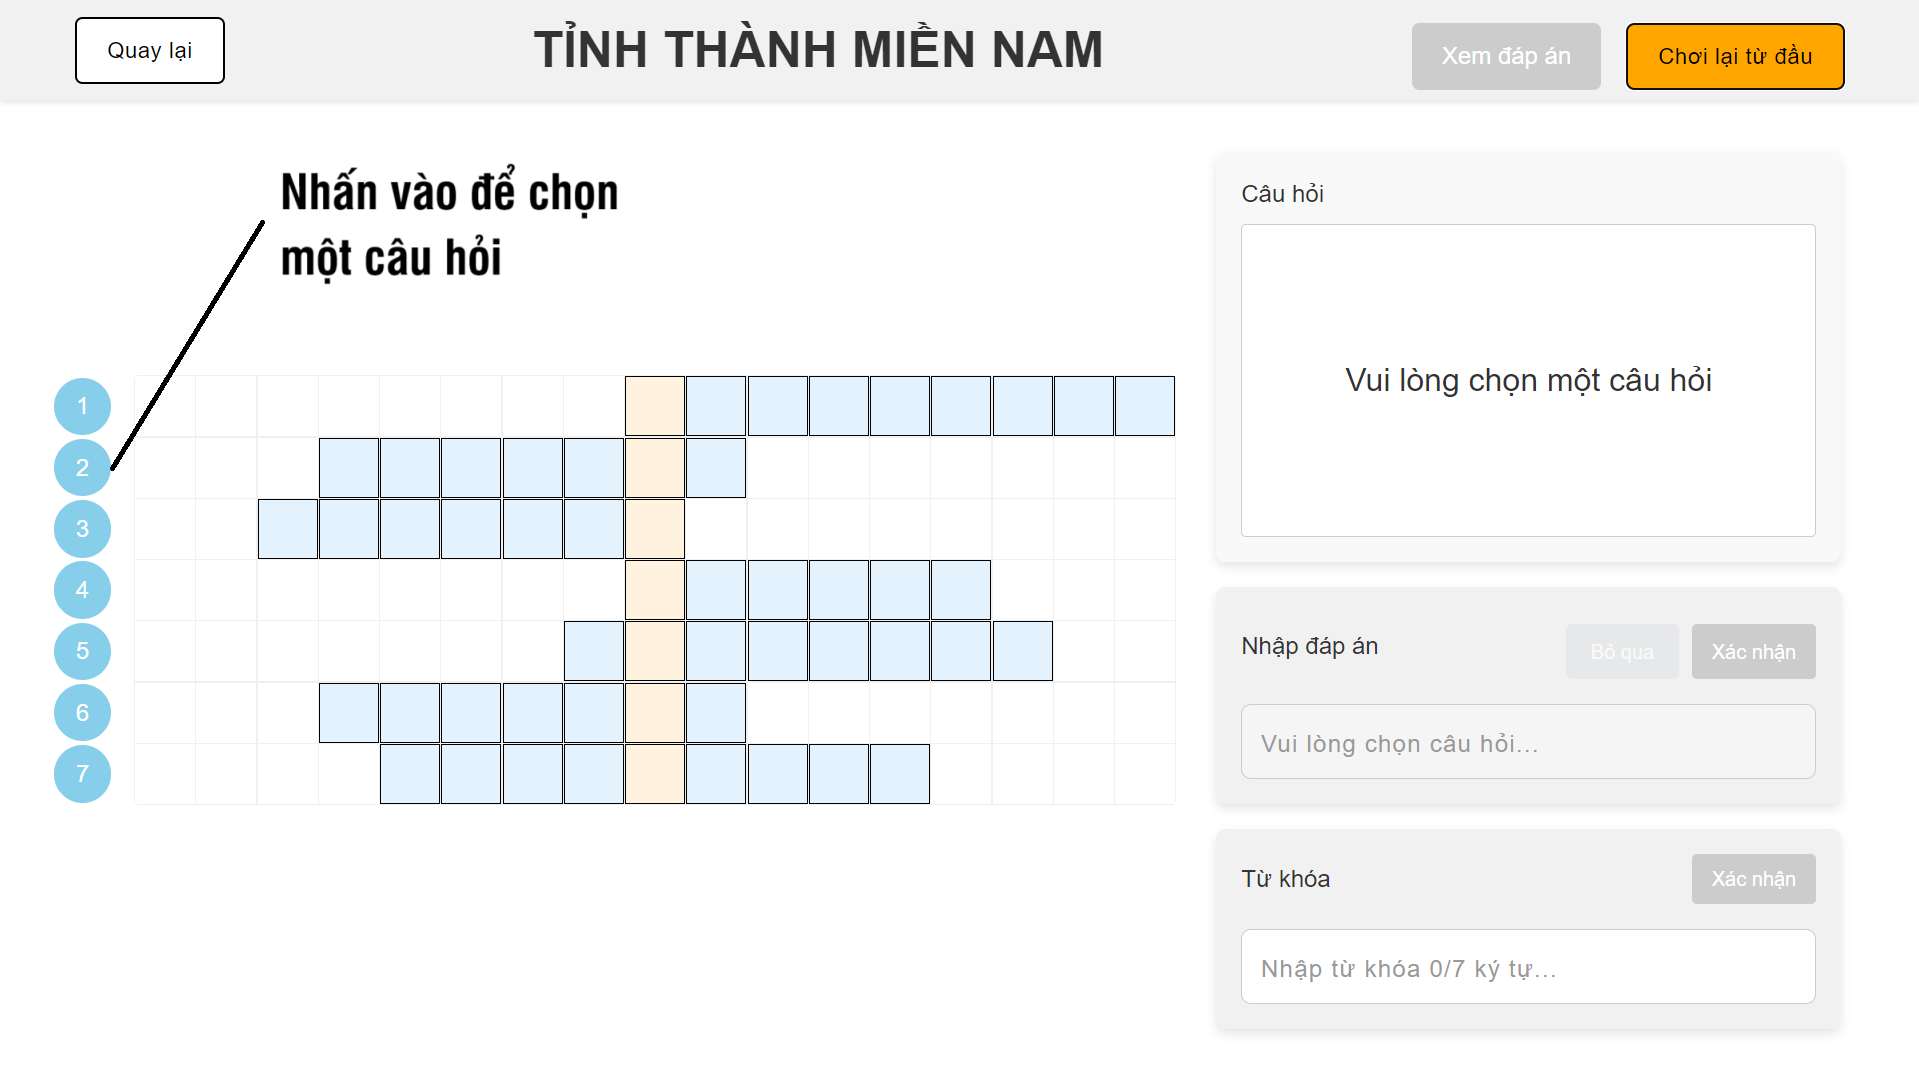 Quay lại
TỈNH THÀNH MIỀN NAM
Xem đáp án
Chơi lại từ đầu
Nhấn vào để chọn
một câu hỏi
1
2
3
4
5
6
7
Câu hỏi
Vui lòng chọn một câu hỏi
Nhập đáp án
Bỏ qua
Xác nhận
Vui lòng chọn câu hỏi...
Từ khóa
Xác nhận
Nhập từ khóa 0/7 ký tự...